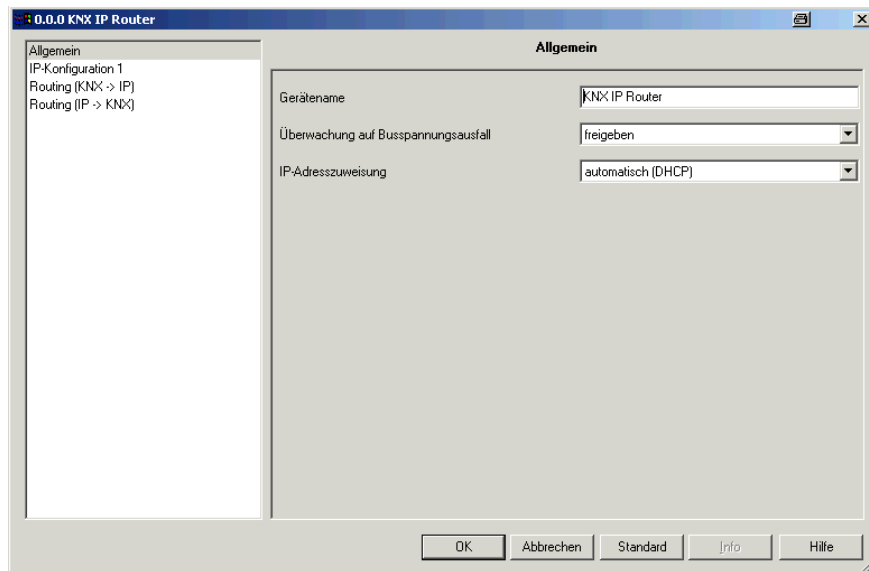 0.0.0 KNX IP Router
Allgemein
IP-Konfiguration 1
Routing (KNX -> IP)
Routing (IP -> KNX)
Allgemein
Gerätename
KNX IP Router
Überwachung auf Busspannungsausfall
freigeben
IP-Adresszuweisung
automatisch (DHCP)
OK
Abbrechen
Standard
Info
Hilfe